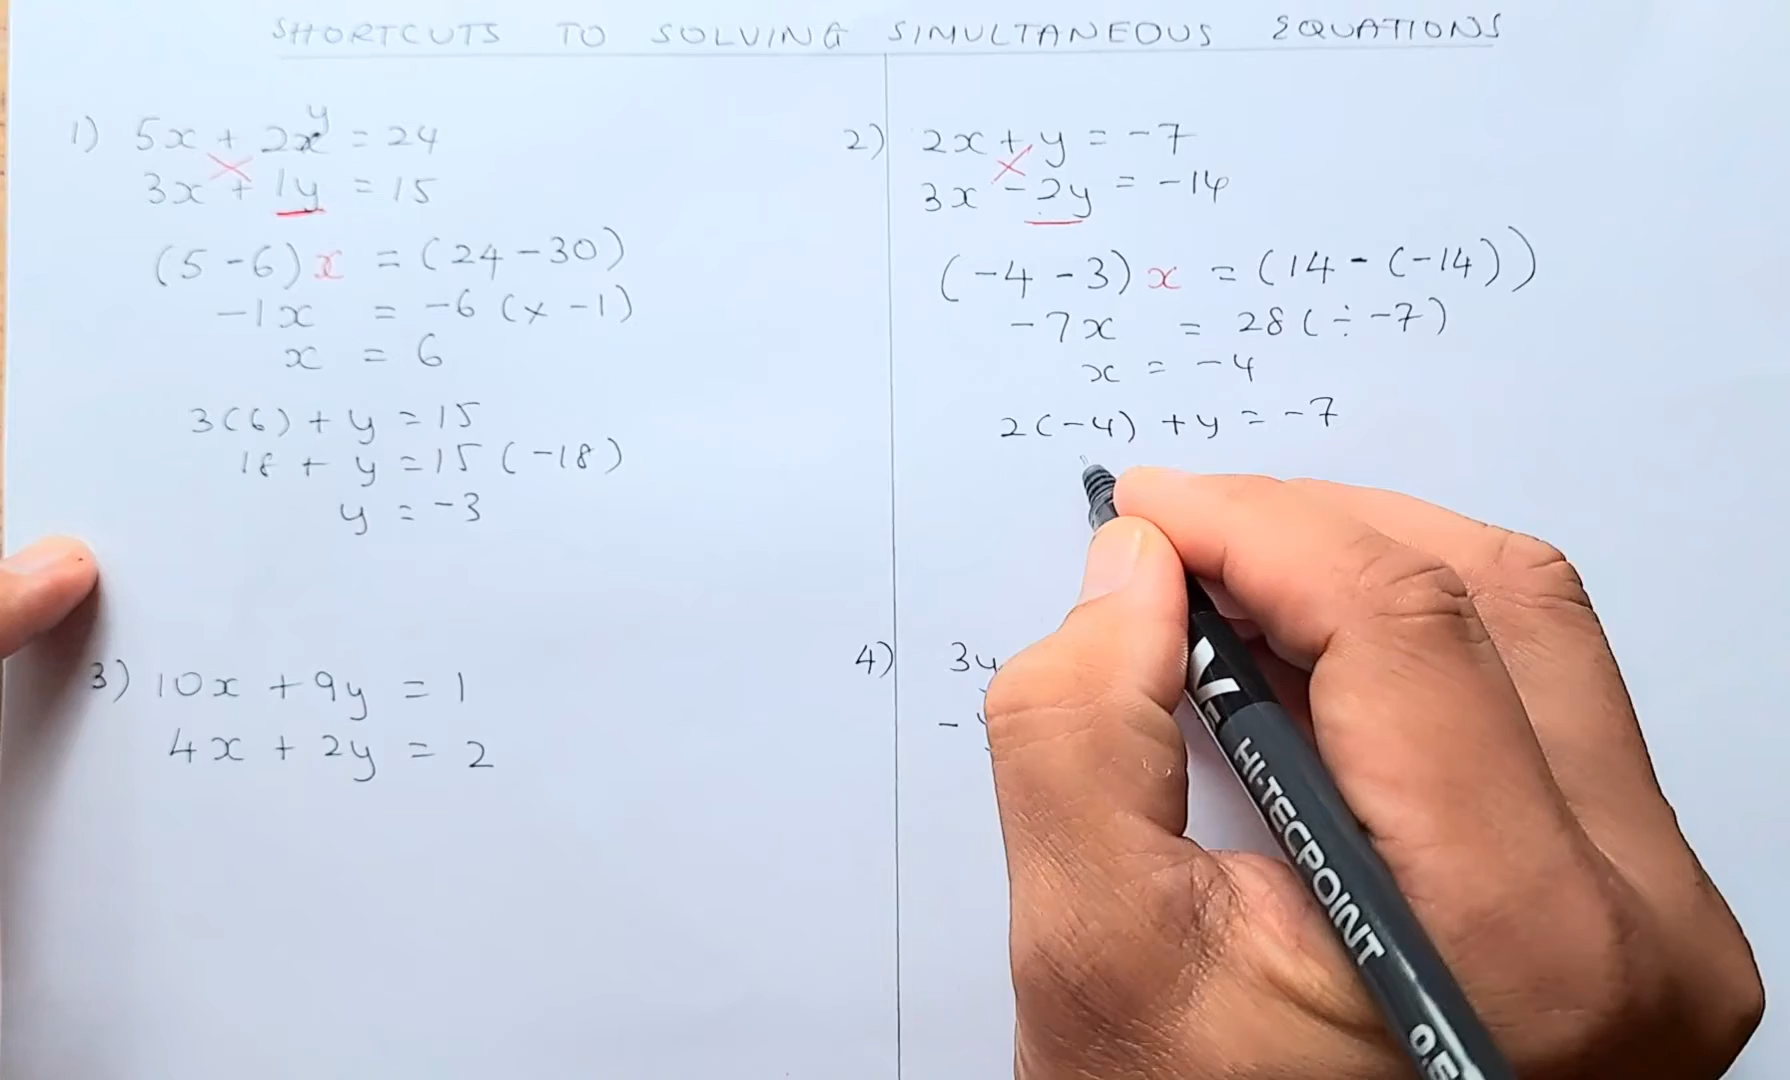 SHORTCUTS TO SOLVING SIMULTANEOUS EQUATIONS
1) 5x + 2xy = 24
3x + 1y = 15
(5 - 6)x = (24 - 30)
-1x = -6 (x -1)
x = 6
3(6) + y = 15
18 + y = 15 (-18)
y = -3
2) 2x + y = -7
3x - 2y = -14
(-4 - 3)x = (14 - (-14))
-7x = 28 (÷ -7)
x = -4
2(-4) + y = -7
3) 10x + 9y = 1
4x + 2y = 2
4) 3y
-
HI-TECPOINT